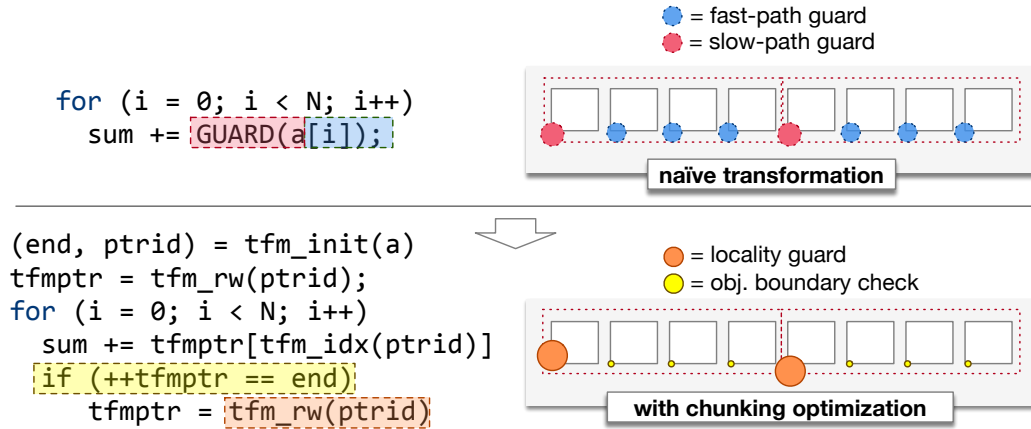 = fast-path guard
= slow-path guard
for (i = 0; i < N; i++)
sum += GUARD(a[i]);
naïve transformation
(end, ptrid) = tfm_init(a)
tfmptr = tfm_rw(ptrid);
for (i = 0; i < N; i++)
sum += tfmptr[tfm_idx(ptrid)]
if (++tfmptr == end)
tfmptr = tfm_rw(ptrid)
= locality guard
= obj. boundary check
with chunking optimization